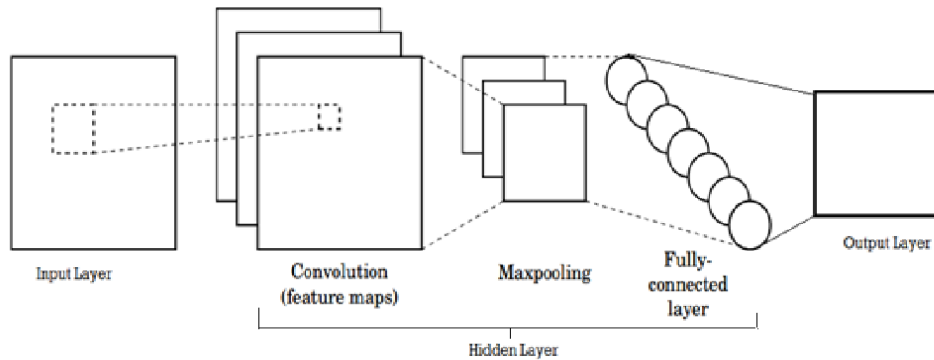 Input Layer
Convolution
(feature maps)
Maxpooling
Fully-
connected
layer
Output Layer
Hidden Layer